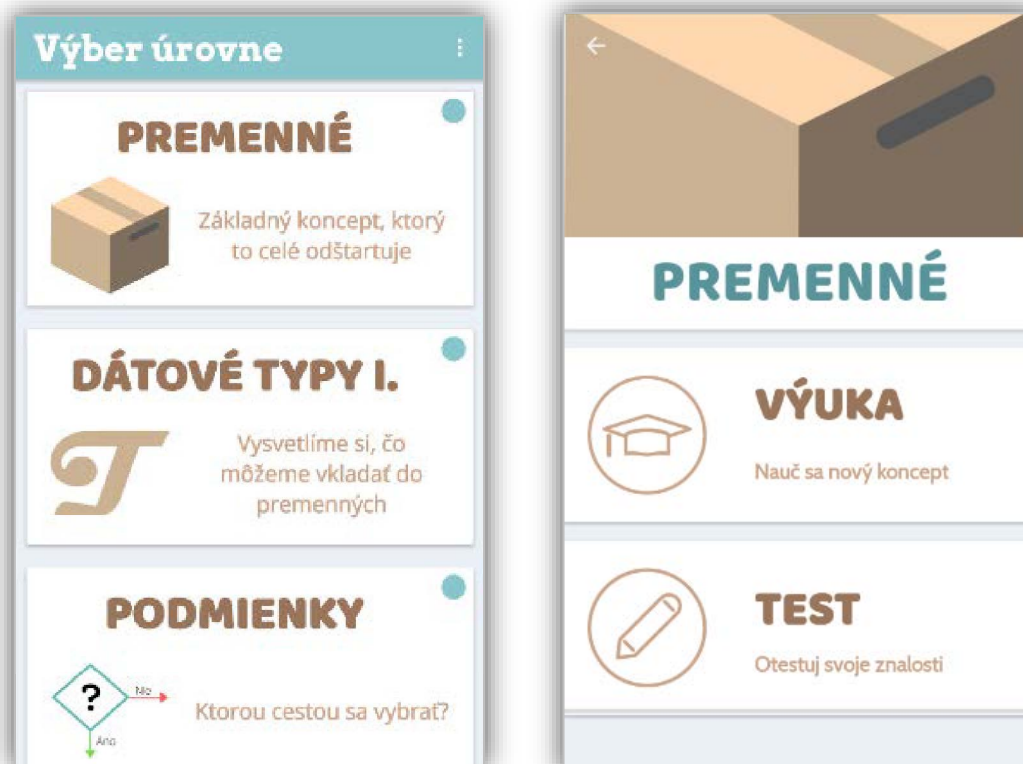 Výber úrovne
PREMENNÉ
Základný koncept, ktorý
to celé odštartuje
DÁTOVÉ TYPY I.
Vysvetlíme si, čo
môžeme vkladať do
premenných
PODMIENKY
?
Nie
Áno
Ktorou cestou sa vybrať?
PREMENNÉ
VÝUKA
Nauč sa nový koncept
TEST
Otestuj svoje znalosti